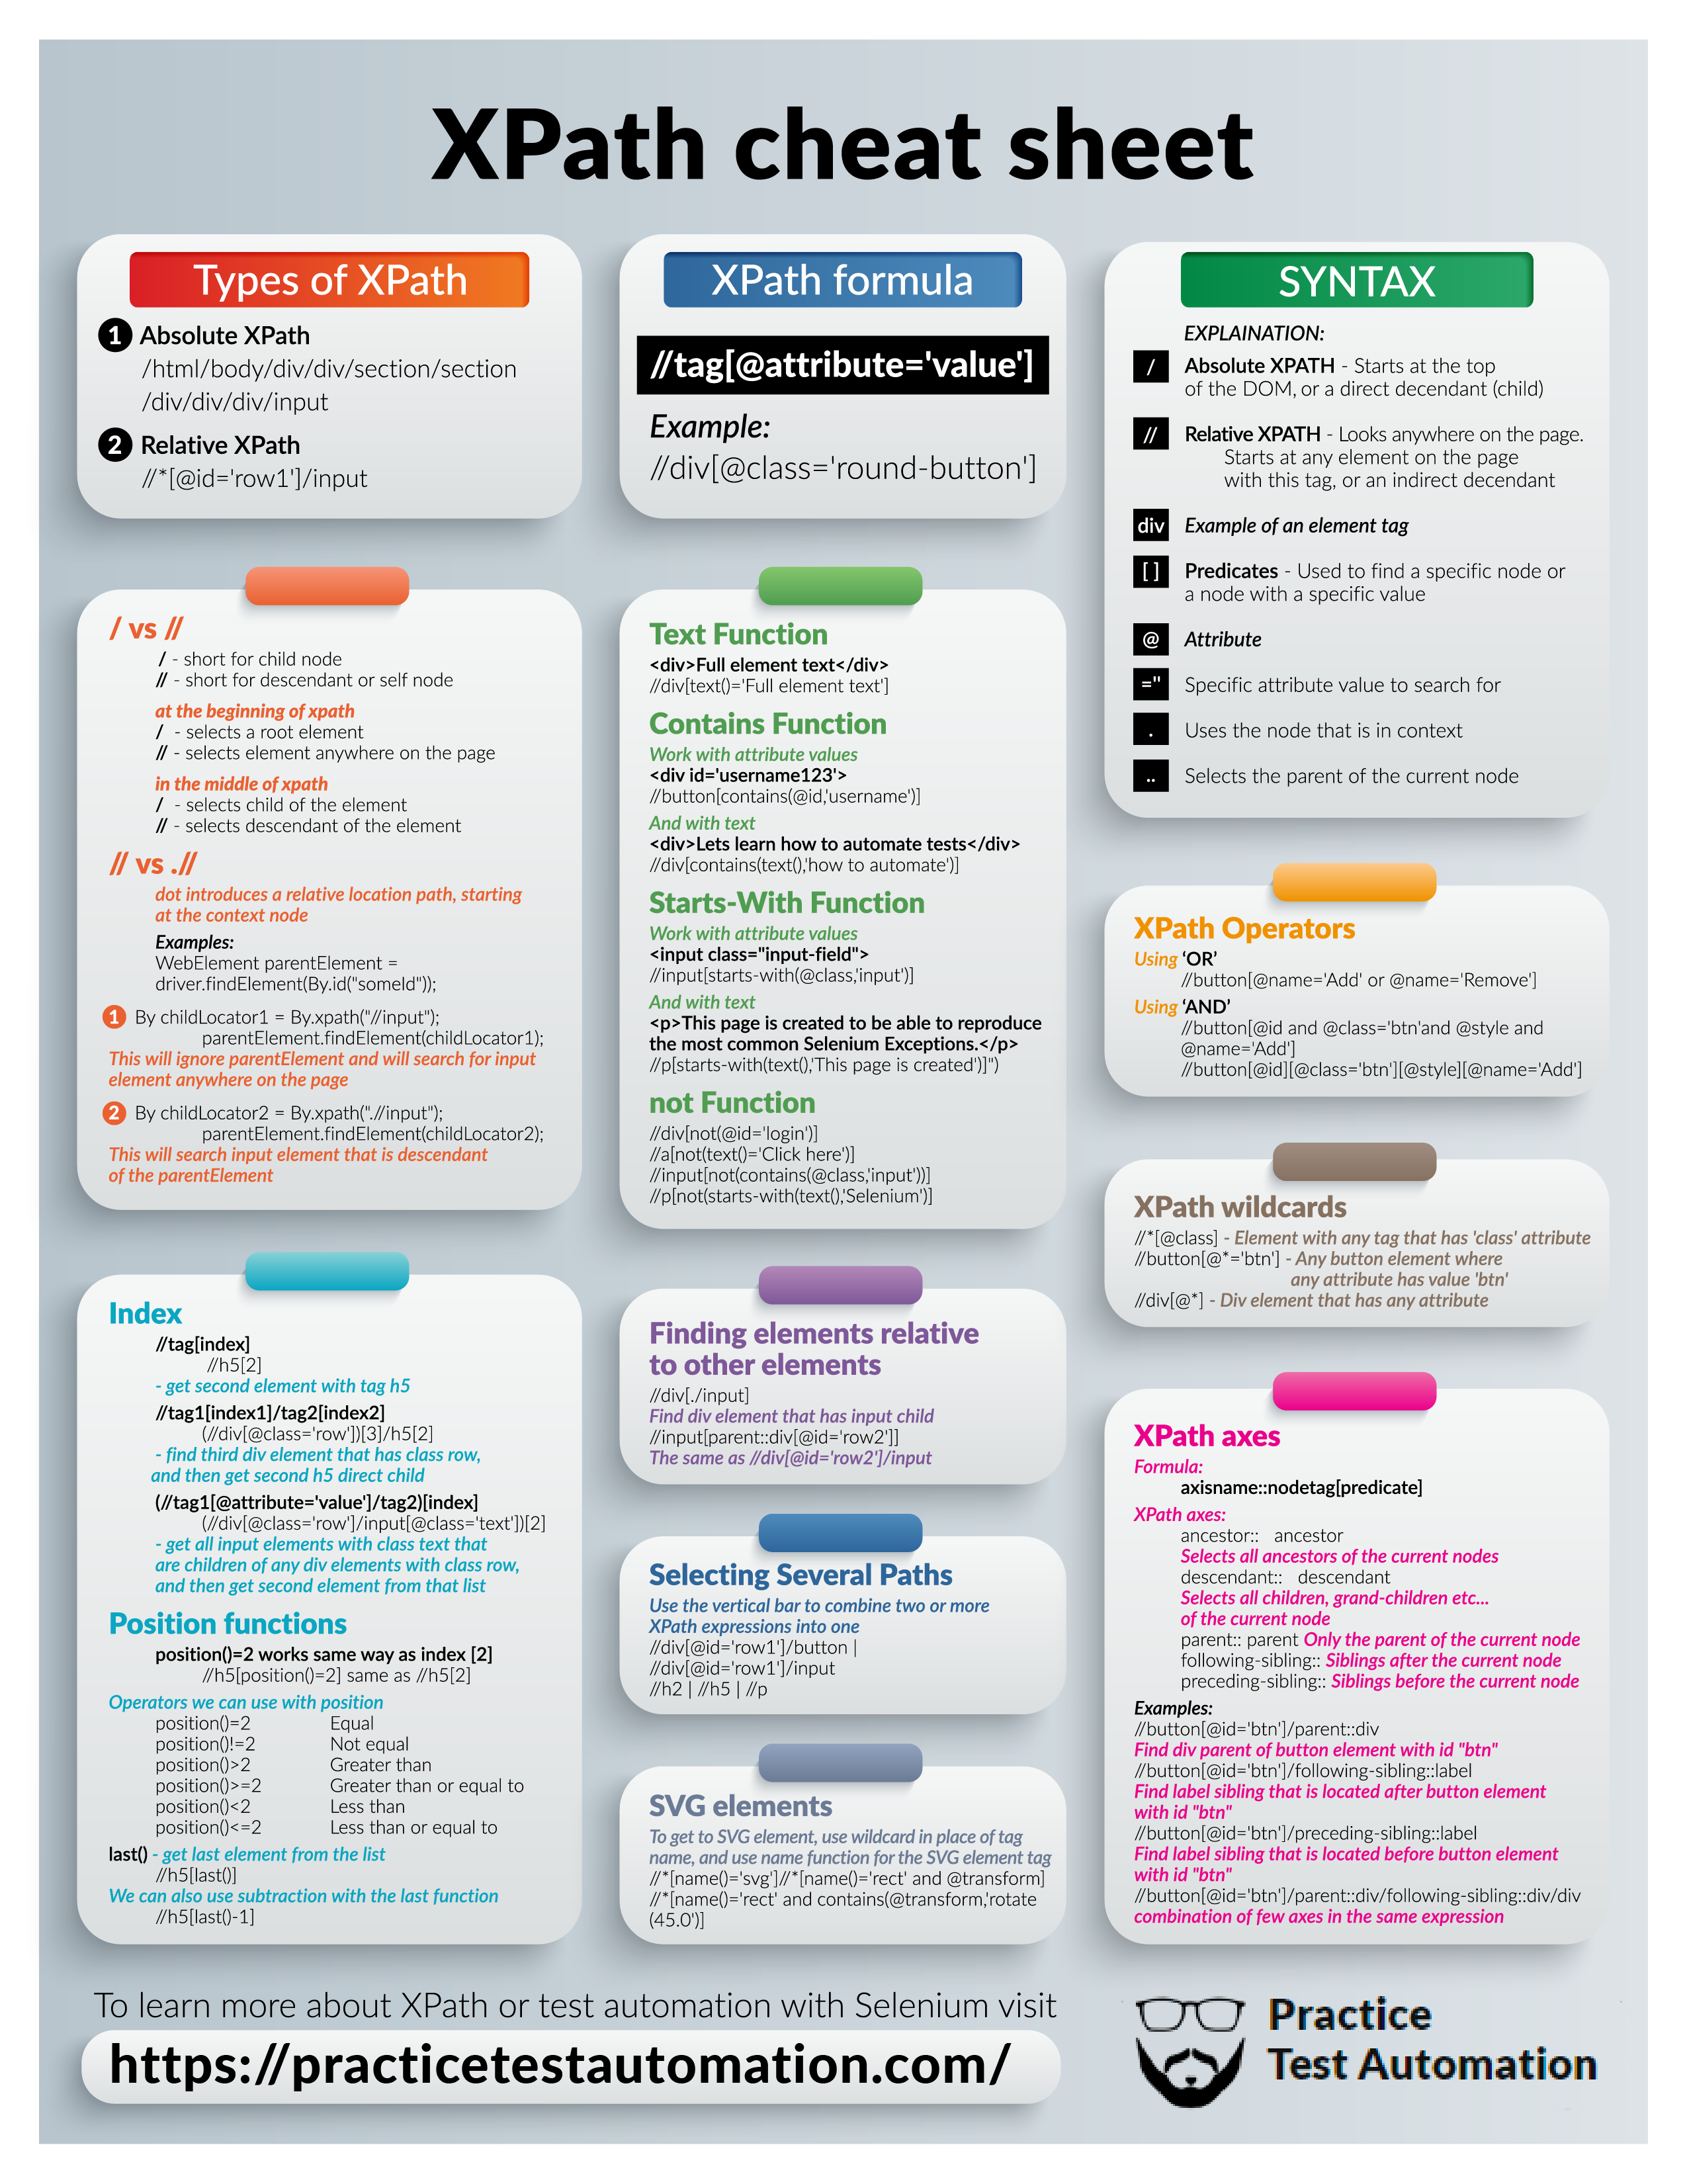 XPath cheat sheet
Types of XPath
1 Absolute XPath
/html/body/div/div/section/section
/div/div/div/input
2 Relative XPath
//*[@id='row1']/input
/ vs //
/ - short for child node
// - short for descendant or self node
at the beginning of xpath
/ - selects a root element
// - selects element anywhere on the page
in the middle of xpath
/ - selects child of the element
// - selects descendant of the element
// vs .//
dot introduces a relative location path, starting
at the context node
Examples:
WebElement parentElement =
driver.findElement(By.id("someId"));
1 By childLocator1 = By.xpath("//input");
parentElement.findElement(childLocator1);
This will ignore parentElement and will search for input
element anywhere on the page
2 By childLocator2 = By.xpath(".//input");
parentElement.findElement(childLocator2);
This will search input element that is descendant
of the parentElement
Index
//tag[index]
//h5[2]
- get second element with tag h5
//tag1[index1]/tag2[index2]
(//div[@class='row'])[3]/h5[2]
- find third div element that has class row,
and then get second h5 direct child
(//tag1[@attribute='value']/tag2)[index]
(//div[@class='row']/input[@class='text'])[2]
- get all input elements with class text that
are children of any div elements with class row,
and then get second element from that list
Position functions
position()=2 works same way as index [2]
//h5[position()=2] same as //h5[2]
Operators we can use with position
position()=2 Equal
position()!=2 Not equal
position()>2 Greater than
position()>=2 Greater than or equal to
position()<2 Less than
position()<=2 Less than or equal to
last() - get last element from the list
//h5[last()]
We can also use subtraction with the last function
//h5[last()-1]
XPath formula
//tag[@attribute='value']
Example:
//div[@class='round-button']
Text Function
<div>Full element text</div>
//div[text()='Full element text']
Contains Function
Work with attribute values
<div id='username123'>
//button[contains(@id,'username')]
And with text
<div>Lets learn how to automate tests</div>
//div[contains(text(),'how to automate')]
Starts-With Function
Work with attribute values
<input class="input-field">
//input[starts-with(@class,'input')]
And with text
<p>This page is created to be able to reproduce
the most common Selenium Exceptions.</p>
//p[starts-with(text(),'This page is created')]")
not Function
//div[not(@id='login')]
//a[not(text()='Click here')]
//input[not(contains(@class,'input'))]
//p[not(starts-with(text(),'Selenium')]
Finding elements relative
to other elements
//div[./input]
Find div element that has input child
//input[parent::div[@id='row2']]
The same as //div[@id='row2']/input
Selecting Several Paths
Use the vertical bar to combine two or more
XPath expressions into one
//div[@id='row1']/button |
//div[@id='row1']/input
//h2 | //h5 | //p
SVG elements
To get to SVG element, use wildcard in place of tag
name, and use name function for the SVG element tag
//*[name()='svg']//*[name()='rect' and @transform]
//*[name()='rect' and contains(@transform,'rotate
(45.0')]
SYNTAX
EXPLAINATION:
/ Absolute XPATH - Starts at the top
of the DOM, or a direct decendant (child)
// Relative XPATH - Looks anywhere on the page.
Starts at any element on the page
with this tag, or an indirect decendant
div Example of an element tag
[ ] Predicates - Used to find a specific node or
a node with a specific value
@ Attribute
='' Specific attribute value to search for
. Uses the node that is in context
.. Selects the parent of the current node
XPath Operators
Using ‘OR’
//button[@name='Add' or @name='Remove']
Using ‘AND’
//button[@id and @class='btn'and @style and
@name='Add']
//button[@id][@class='btn'][@style][@name='Add']
XPath wildcards
//*[@class] - Element with any tag that has 'class' attribute
//button[@*='btn'] - Any button element where
any attribute has value 'btn'
//div[@*] - Div element that has any attribute
XPath axes
Formula:
axisname::nodetag[predicate]
XPath axes:
ancestor:: ancestor
Selects all ancestors of the current nodes
descendant:: descendant
Selects all children, grand-children etc...
of the current node
parent:: parent Only the parent of the current node
following-sibling:: Siblings after the current node
preceding-sibling:: Siblings before the current node
Examples:
//button[@id='btn']/parent::div
Find div parent of button element with id "btn"
//button[@id='btn']/following-sibling::label
Find label sibling that is located after button element
with id "btn"
//button[@id='btn']/preceding-sibling::label
Find label sibling that is located before button element
with id "btn"
//button[@id='btn']/parent::div/following-sibling::div/div
combination of few axes in the same expression
To learn more about XPath or test automation with Selenium visit
https://practicetestautomation.com/
Practice
Test Automation